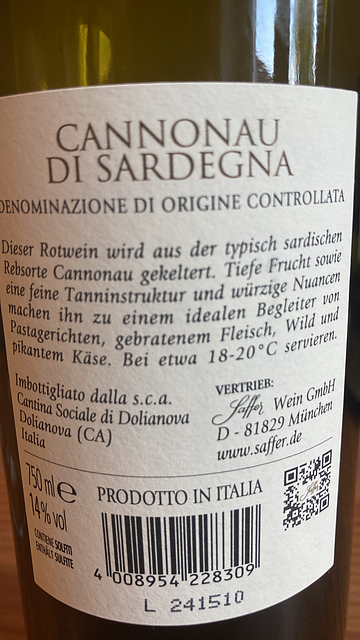 CANNONAU
DI SARDEGNA
DENOMINAZIONE DI ORIGINE CONTROLLATA
Dieser Rotwein wird aus der typisch sardischen
Rebsorte Cannonau gekeltert. Tiefe Frucht sowie
eine feine Tanninstruktur und würzige Nuancen
machen ihn zu einem idealen Begleiter von
Pastagerichten, gebratenem Fleisch, Wild und
pikantem Käse. Bei etwa 18-20°C servieren.
Imbottigliato dalla s.c.a.
Cantina Sociale di Dolianova
Dolianova (CA)
Italia
VERTRIEB:
Saffer Wein GmbH
D - 81829 München
www.saffer.de
750 ml e
14% vol
CONTIENE SOLFITI
ENTHÄLT SULFITE
PRODOTTO IN ITALIA
4 008954 228309
L 241510